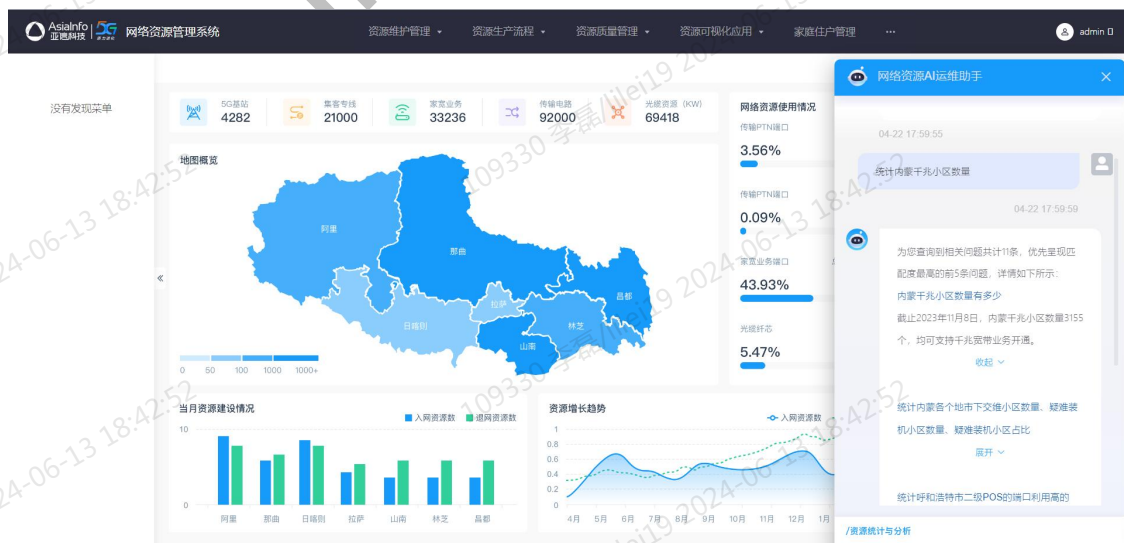 AsiaInfo 亚信科技 5G 网络资源管理系统
资源维护管理 资源生产流程 资源质量管理 资源可视化应用 家庭住户管理 ... admin
没有发现菜单
5G基站 4282
集客专线 21000
家宽业务 33236
传输电路 92000
光缆资源（KW） 69418
地图概览
阿里
那曲
昌都
拉萨
日喀则
林芝
山南
0 50 100 1000 1000+
网络资源使用情况
传输PTN端口
3.56%
传输PTN端口
0.09%
家宽业务端口
43.93%
光缆纤芯
5.47%
当月资源建设情况
入网资源数 退网资源数
10
0
阿里 那曲 日喀则 拉萨 山南 林芝 昌都
资源增长趋势
入网资源数
1
0.8
0.6
0.4
0.2
0
4月 5月 6月 7月 8月 9月 10月 11月 12月 1月
网络资源AI运维助手
04-22 17:59:55
统计内蒙千兆小区数量
04-22 17:59:59
为您查询到相关问题共计11条，优先呈现匹
配度最高的前5条问题，详情如下所示：
内蒙千兆小区数量有多少
截止2023年11月8日，内蒙千兆小区数量3155
个，均可支持千兆宽带业务开通。
收起
统计内蒙各个地市下交维小区数量、疑难装
机小区数量、疑难装机小区占比
展开
统计呼和浩特市二级POS的端口利用高的
/资源统计与分析
109330 李磊/lilei19 2024-06-13 18:42:52